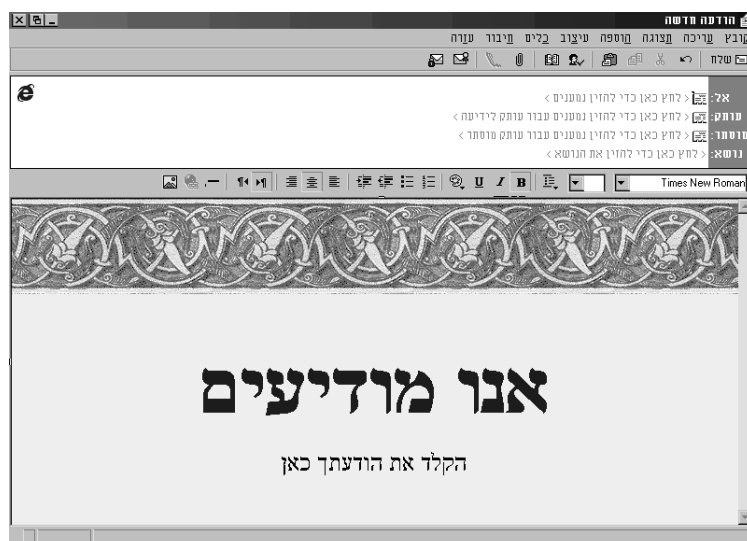 הודעה חדשה
קובץ עריכה תצוגה הוספה עיצוב כלים חיבור עזרה
שלח
אל: < לחץ כאן כדי להזין נמענים >
עותק: < לחץ כאן כדי להזין נמענים עבור עותק לידיעה >
מוסתר: < לחץ כאן כדי להזין נמענים עבור עותק מוסתר >
נושא: < לחץ כאן כדי להזין את הנושא >
Times New Roman
אנו מודיעים
הקלד את הודעתך כאן